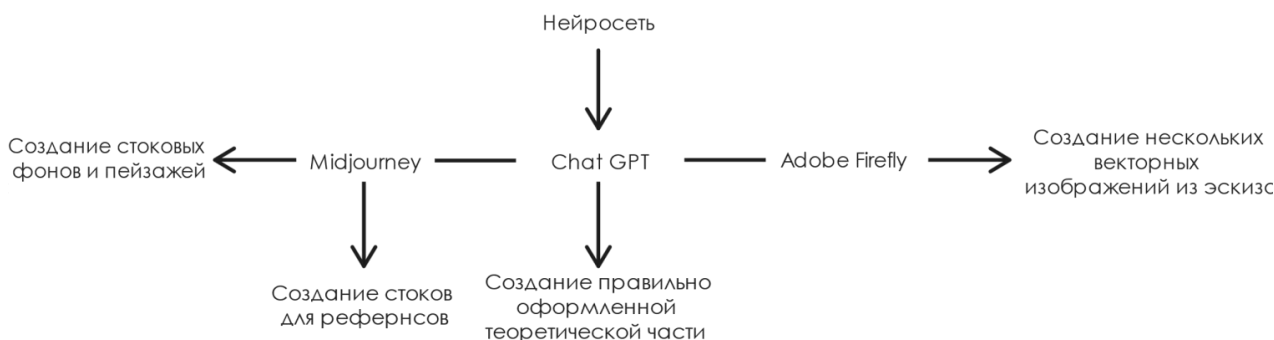 Нейросеть
Создание стоковых
фонов и пейзажей
Midjourney
Chat GPT
Adobe Firefly
Создание нескольких
векторных
изображений из эскизо
Создание стоков
для рефернсов
Создание правильно
оформленной
теоретической части